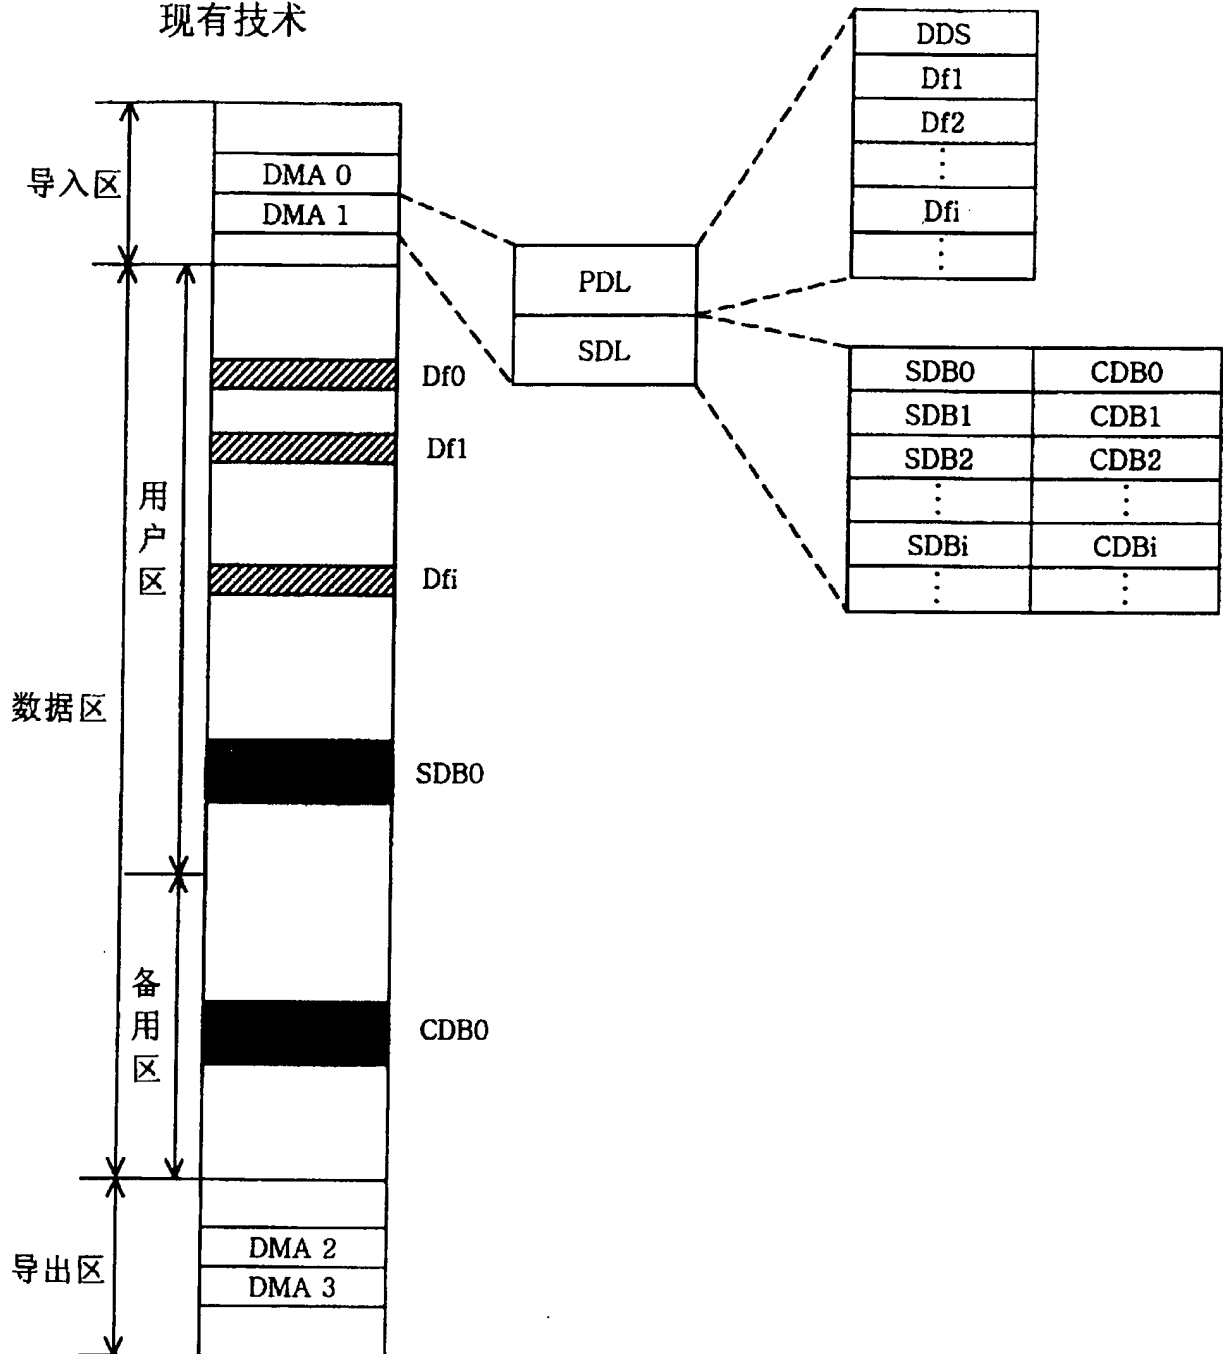 现有技术
导入区
DMA 0
DMA 1
PDL
SDL
DDS
Df1
Df2
⋮
Dfi
⋮
SDB0 CDB0
SDB1 CDB1
SDB2 CDB2
⋮ ⋮
SDBi CDBi
⋮ ⋮
数据区
用户区
Df0
Df1
Dfi
SDB0
备用区
CDB0
导出区
DMA 2
DMA 3